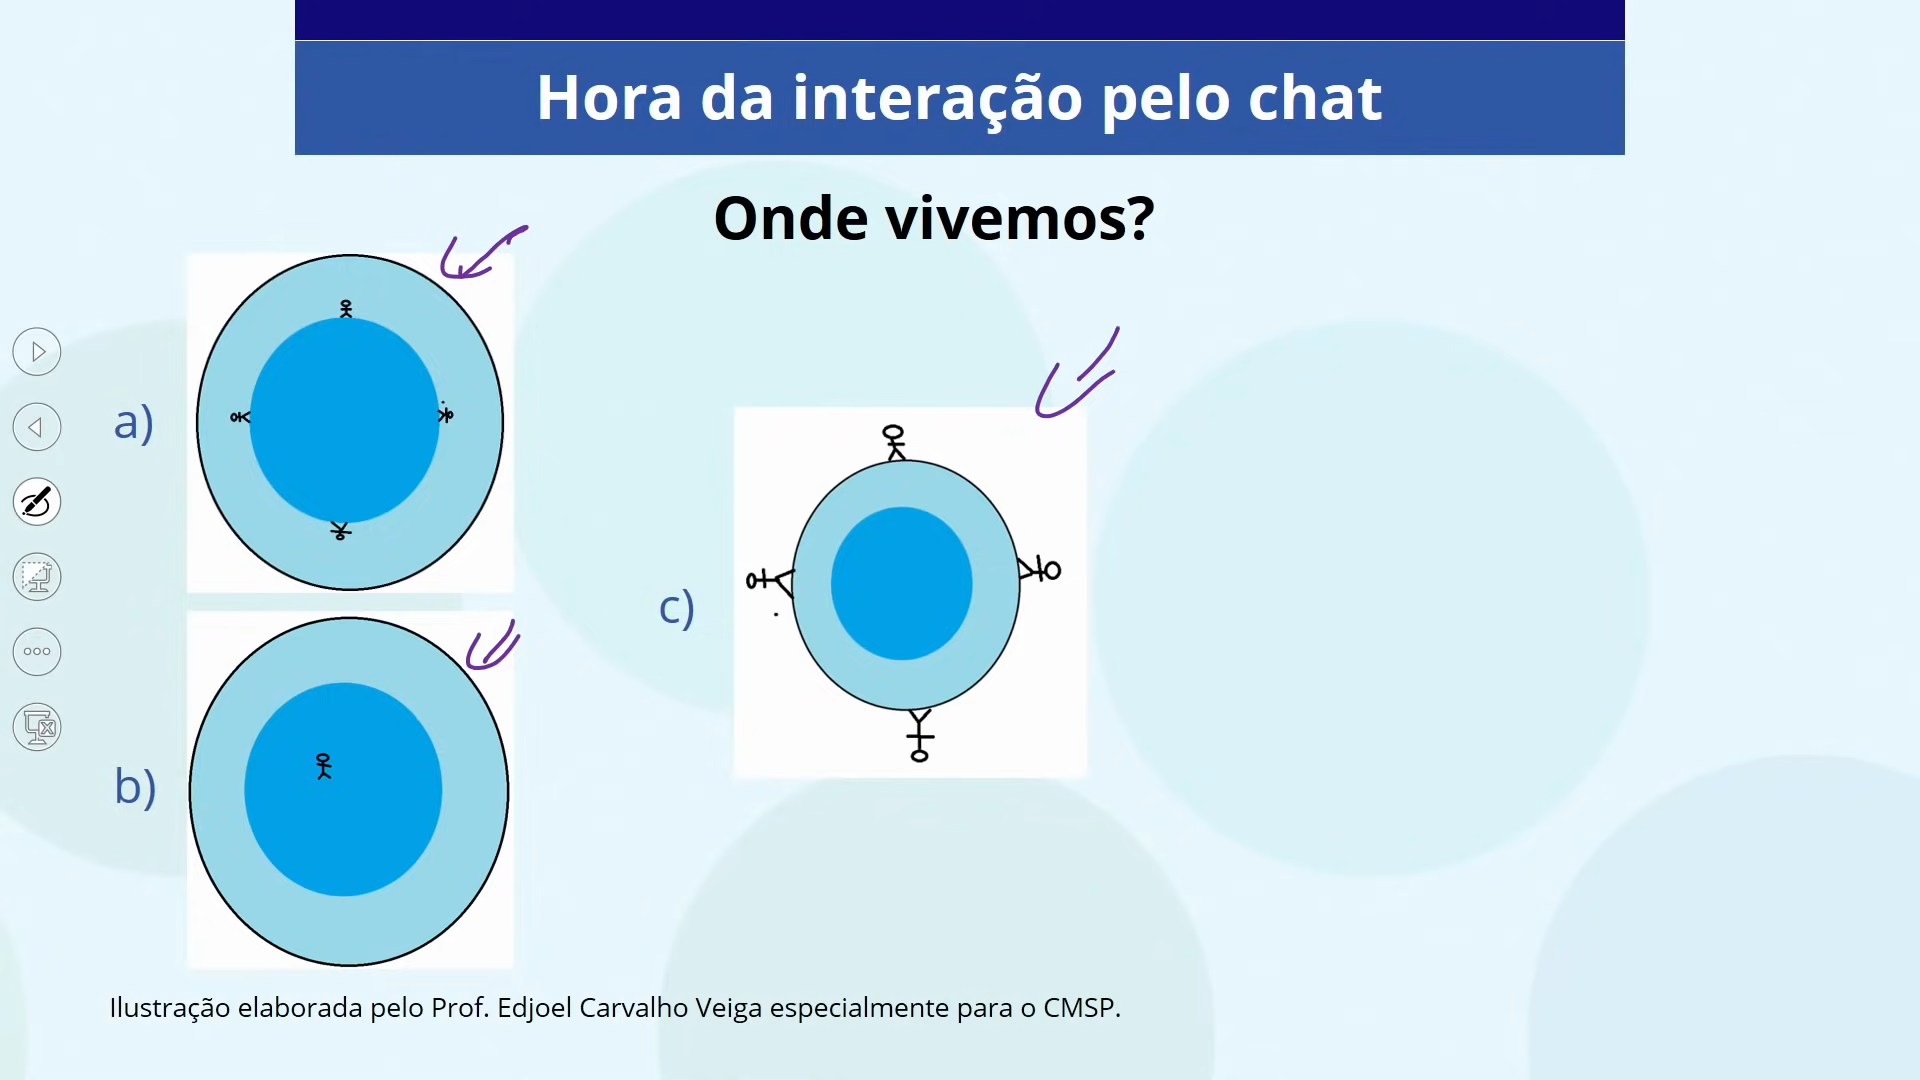 Hora da interação pelo chat
Onde vivemos?
a)
b)
c)
Ilustração elaborada pelo Prof. Edjoel Carvalho Veiga especialmente para o CMSP.